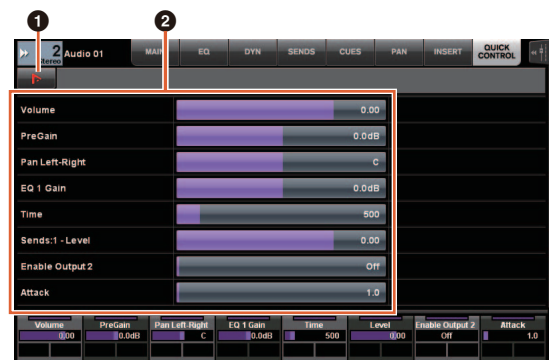 1 2
2 Stereo Audio 01 MAIN EQ DYN SENDS CUES PAN INSERT QUICK CONTROL
Volume 0.00
PreGain 0.0dB
Pan Left-Right C
EQ 1 Gain 0.0dB
Time 500
Sends:1 - Level 0.00
Enable Output 2 Off
Attack 1.0
Volume PreGain Pan Left-Right EQ 1 Gain Time Level Enable Output 2 Attack
0.00 0.0dB C 0.0dB 500 0.00 Off 1.0